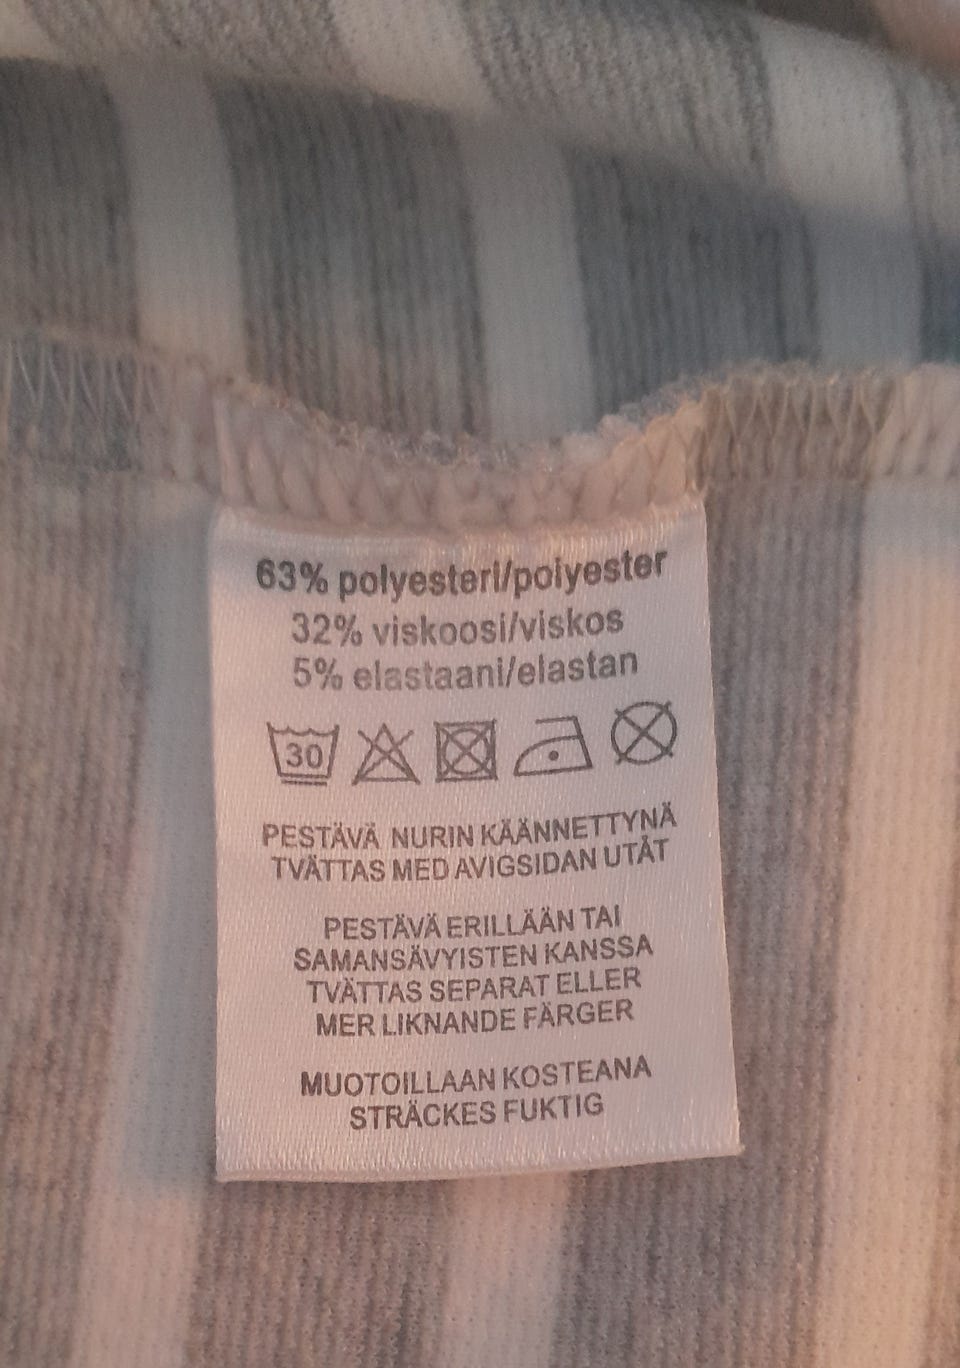 63% polyesteri/polyester
32% viskoosi/viskos
5% elastaani/elastan
30
PESTÄVÄ NURIN KÄÄNNETTYNÄ
TVÄTTAS MED AVIGSIDAN UTÅT
PESTÄVÄ ERILLÄÄN TAI
SAMANSÄVYISTEN KANSSA
TVÄTTAS SEPARAT ELLER
MER LIKNANDE FÄRGER
MUOTOILLAAN KOSTEANA
STRÄCKES FUKTIG